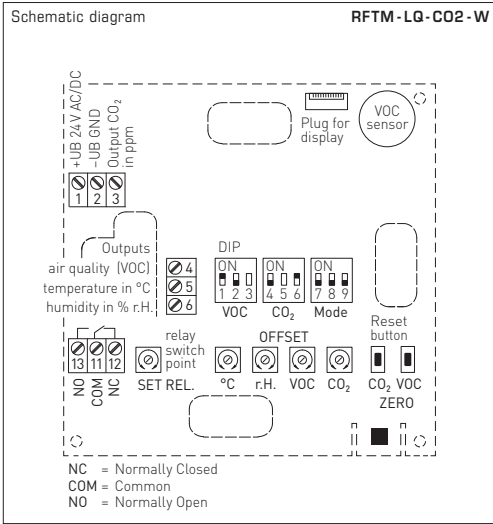 Schematic diagram RFTM-LQ-CO2-W
+UB 24V AC/DC
–UB GND
Output CO₂
in ppm
1 2 3
Plug for
display
VOC
sensor
Outputs
air quality (VOC) 4
temperature in °C 5
humidity in % r.H. 6
DIP
ON ON ON
1 2 3 4 5 6 7 8 9
VOC CO₂ Mode
13 11 12
NO COM NC
relay
switch
point
SET REL.
OFFSET
°C r.H. VOC CO₂
Reset
button
CO₂ VOC
ZERO
NC = Normally Closed
COM = Common
NO = Normally Open